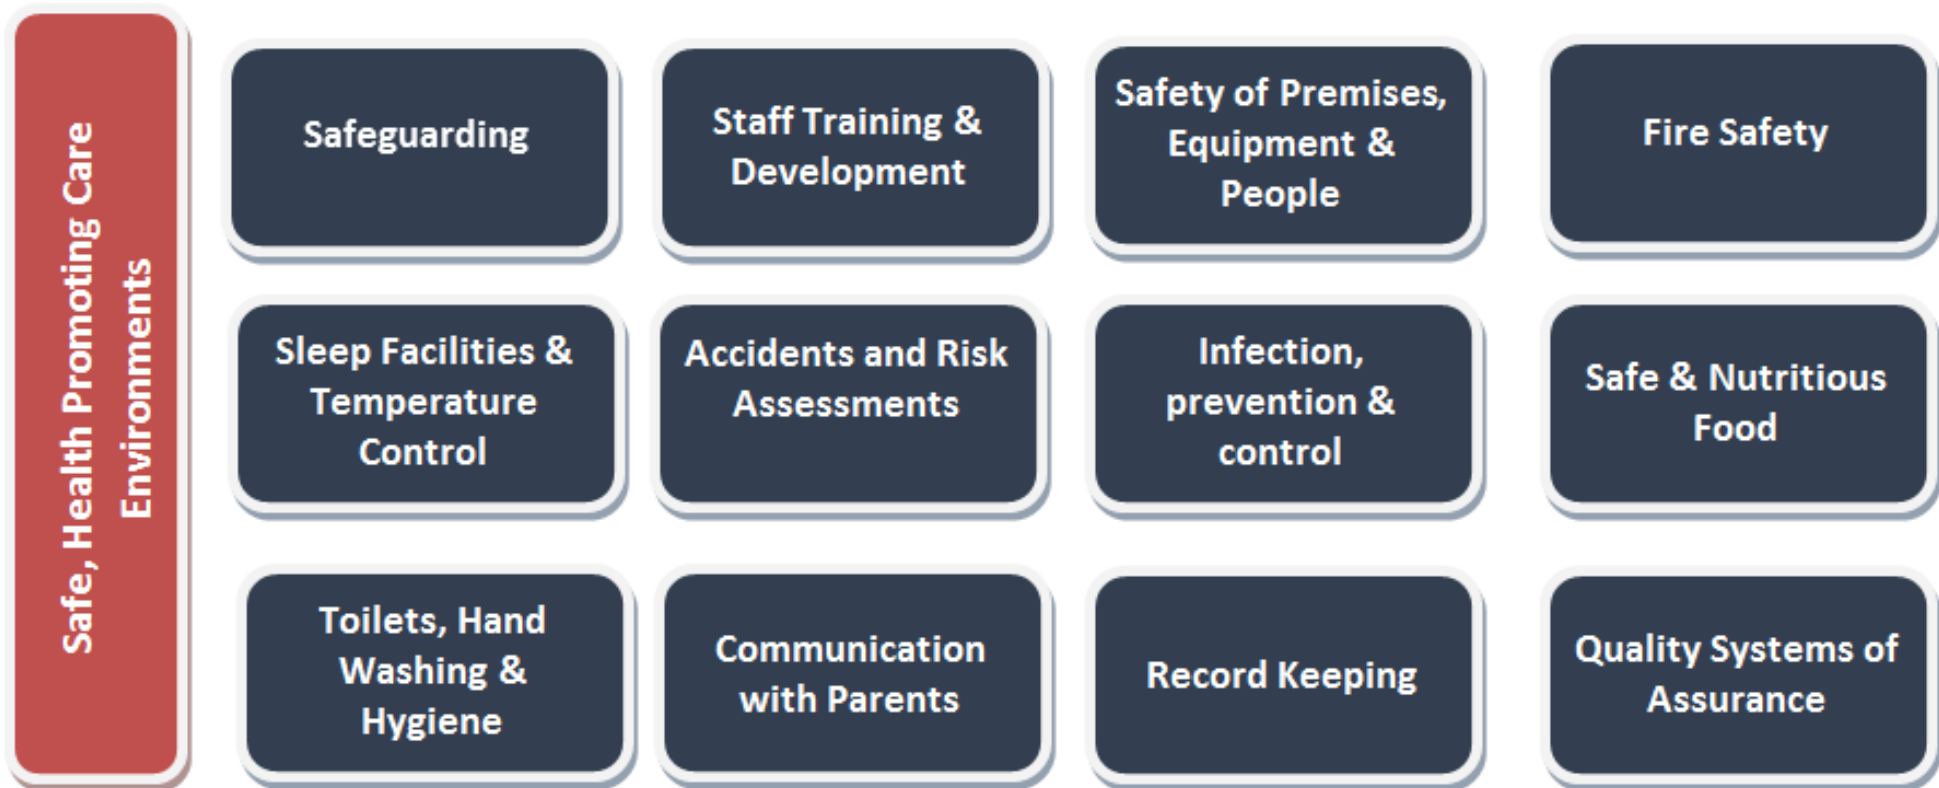 Safe, Health Promoting Care
Environments
Safeguarding
Staff Training &
Development
Safety of Premises,
Equipment &
People
Fire Safety
Sleep Facilities &
Temperature
Control
Accidents and Risk
Assessments
Infection,
prevention &
control
Safe & Nutritious
Food
Toilets, Hand
Washing &
Hygiene
Communication
with Parents
Record Keeping
Quality Systems of
Assurance